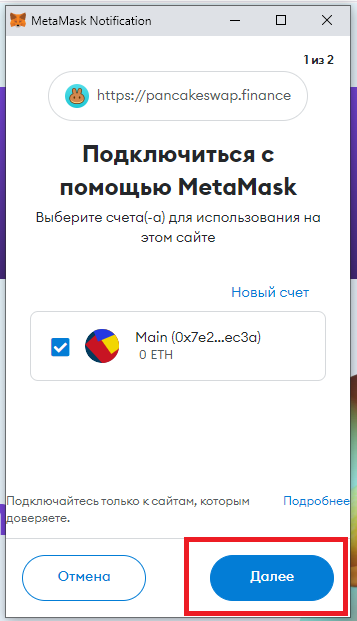 MetaMask Notification
1 из 2
https://pancakeswap.finance
Подключиться с
помощью MetaMask
Выберите счета(-а) для использования на
этом сайте
Новый счет
Main (0x7e2...ec3a)
0 ETH
Подключайтесь только к сайтам, которым
доверяете.
Подробнее
Отмена
Далее